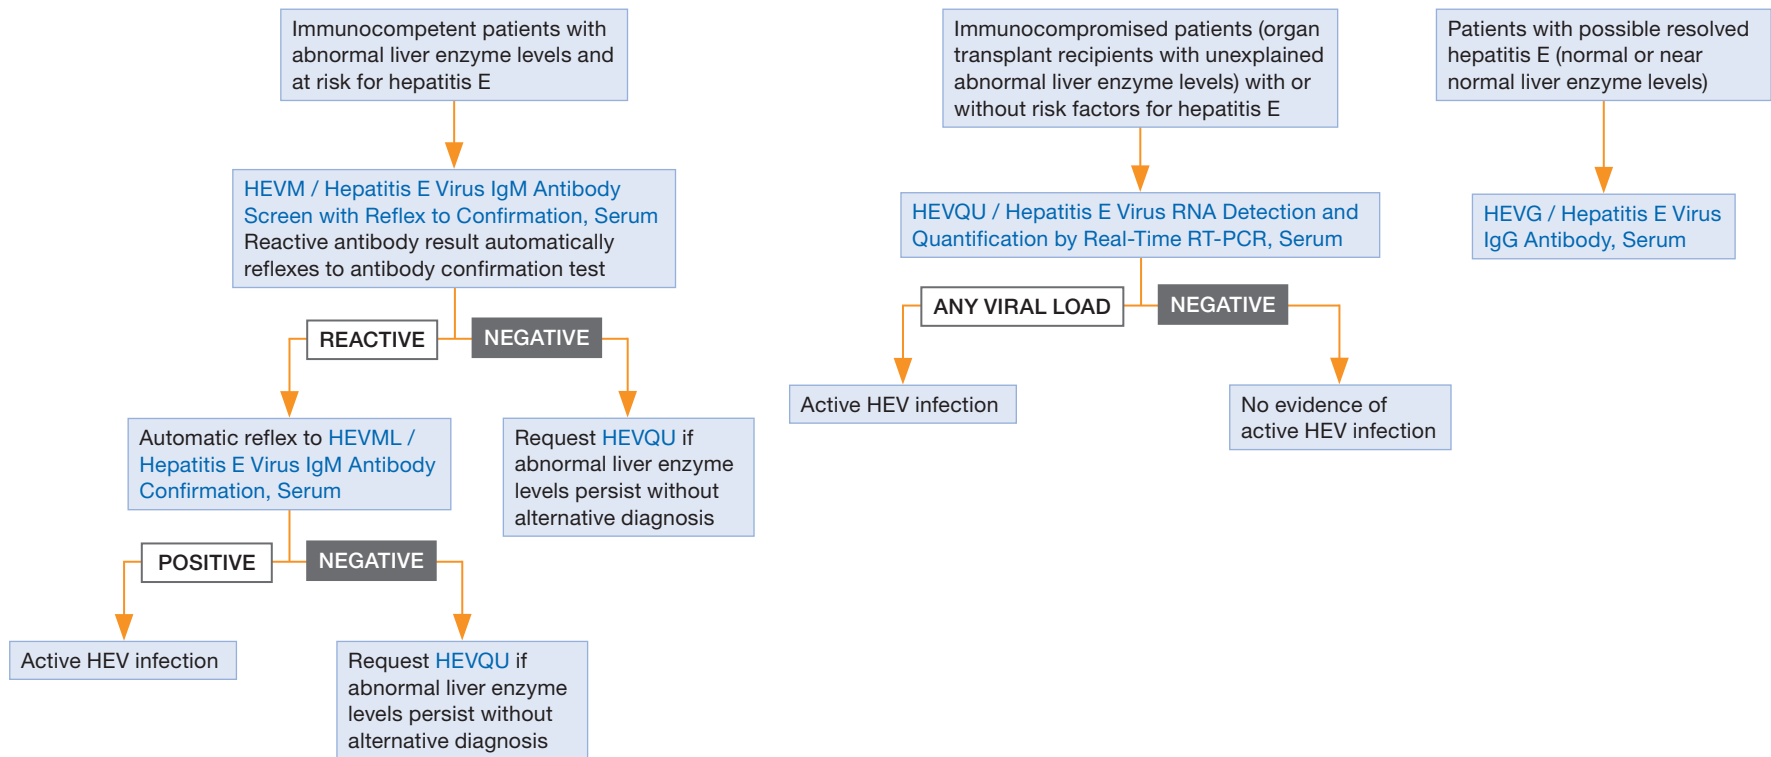 Immunocompetent patients with
abnormal liver enzyme levels and
at risk for hepatitis E
HEVM / Hepatitis E Virus IgM Antibody
Screen with Reflex to Confirmation, Serum
Reactive antibody result automatically
reflexes to antibody confirmation test
REACTIVE
NEGATIVE
Automatic reflex to HEVML /
Hepatitis E Virus IgM Antibody
Confirmation, Serum
Request HEVQU if
abnormal liver enzyme
levels persist without
alternative diagnosis
POSITIVE
NEGATIVE
Active HEV infection
Request HEVQU if
abnormal liver enzyme
levels persist without
alternative diagnosis
Immunocompromised patients (organ
transplant recipients with unexplained
abnormal liver enzyme levels) with or
without risk factors for hepatitis E
HEVQU / Hepatitis E Virus RNA Detection and
Quantification by Real-Time RT-PCR, Serum
ANY VIRAL LOAD
NEGATIVE
Active HEV infection
No evidence of
active HEV infection
Patients with possible resolved
hepatitis E (normal or near
normal liver enzyme levels)
HEVG / Hepatitis E Virus
IgG Antibody, Serum